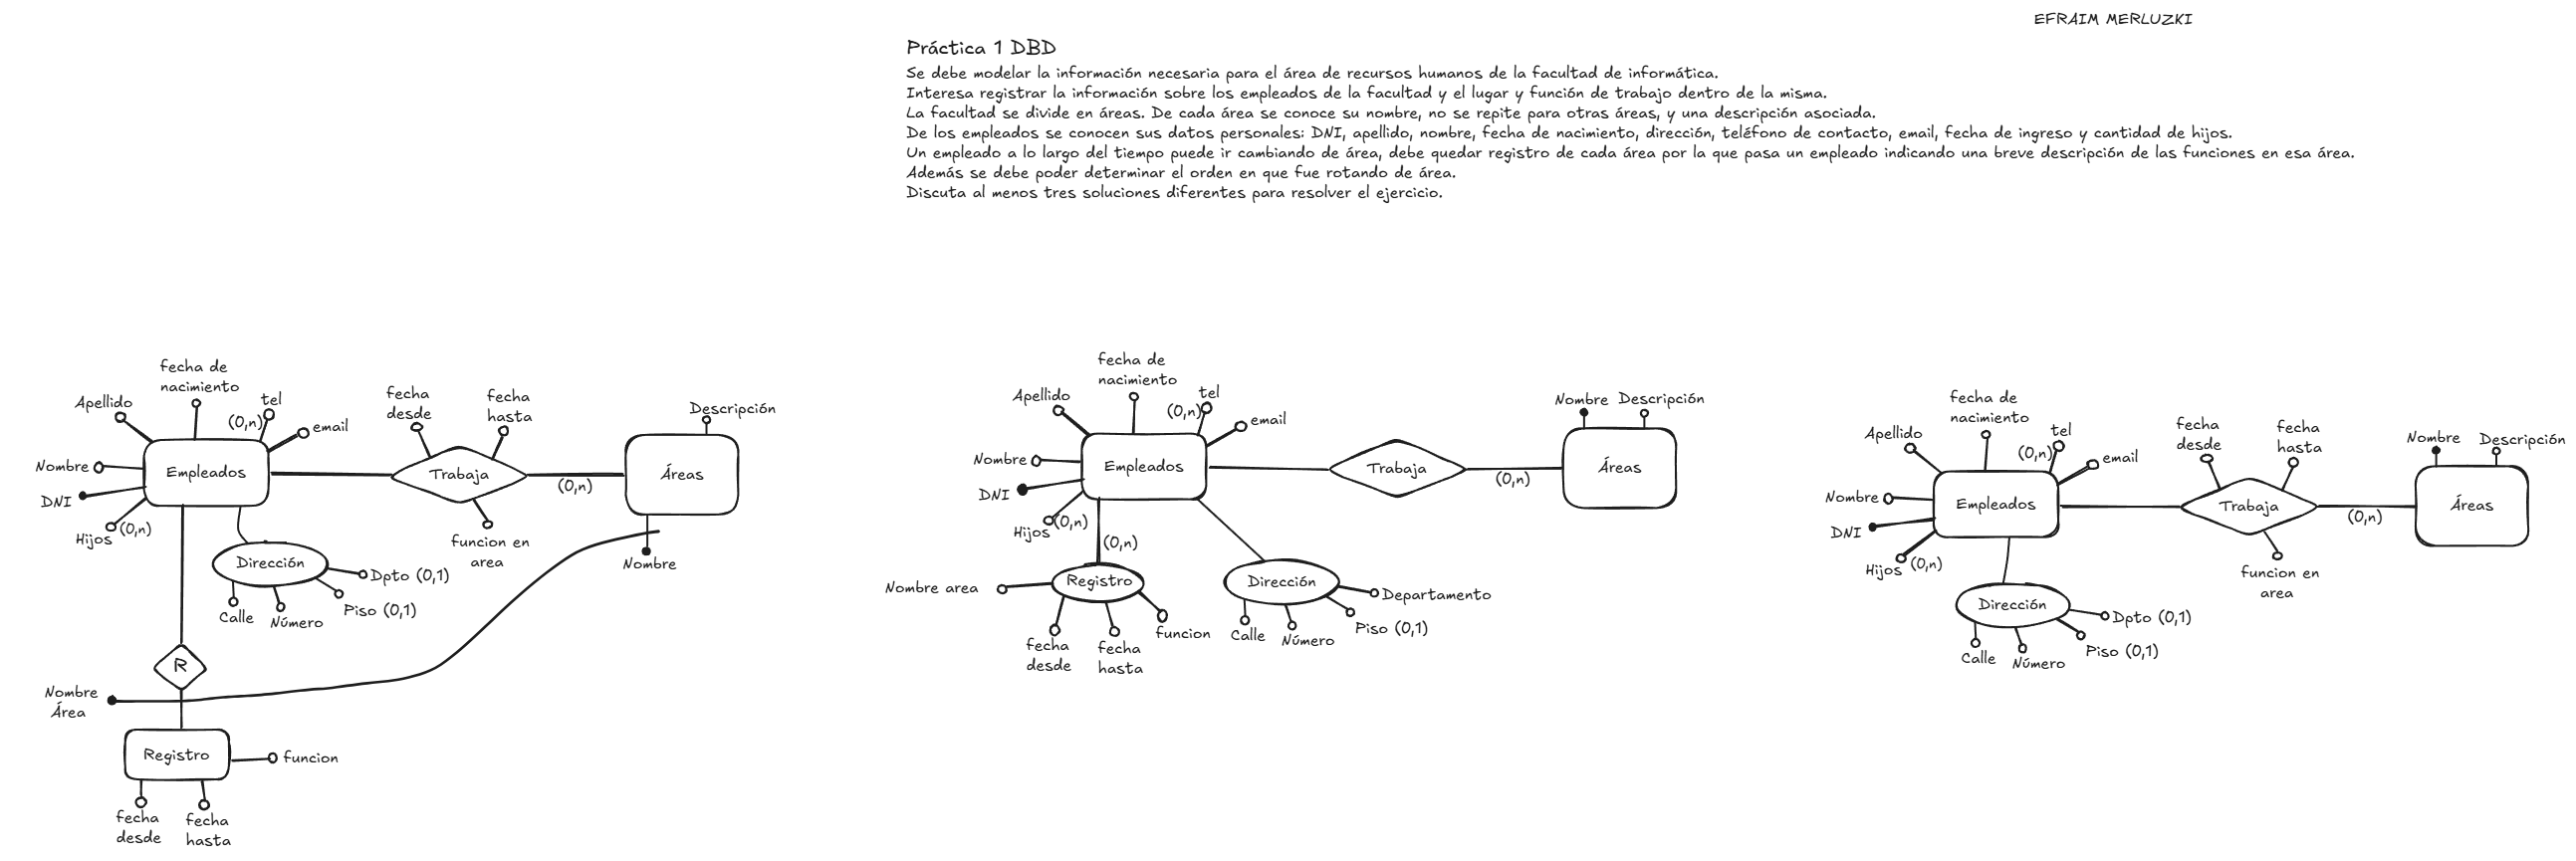 EFRAIM MERLUZKI
Práctica 1 DBD
Se debe modelar la información necesaria para el área de recursos humanos de la facultad de informática.
Interesa registrar la información sobre los empleados de la facultad y el lugar y función de trabajo dentro de la misma.
La facultad se divide en áreas. De cada área se conoce su nombre, no se repite para otras áreas, y una descripción asociada.
De los empleados se conocen sus datos personales: DNI, apellido, nombre, fecha de nacimiento, dirección, teléfono de contacto, email, fecha de ingreso y cantidad de hijos.
Un empleado a lo largo del tiempo puede ir cambiando de área, debe quedar registro de cada área por la que pasa un empleado indicando una breve descripción de las funciones en esa área.
Además se debe poder determinar el orden en que fue rotando de área.
Discuta al menos tres soluciones diferentes para resolver el ejercicio.
fecha de
nacimiento
Apellido
(0,n)
tel
email
Nombre
Empleados
DNI
Hijos (0,n)
fecha
desde
fecha
hasta
Trabaja
funcion en
area
(0,n)
Descripción
Áreas
Nombre
Dirección
Dpto (0,1)
Piso (0,1)
Número
Calle
R
Nombre
Área
Registro
funcion
fecha
desde
fecha
hasta
fecha de
nacimiento
Apellido
(0,n)
tel
email
Nombre
Empleados
DNI
Hijos (0,n)
Trabaja
(0,n)
Nombre
Descripción
Áreas
(0,n)
Nombre area
Registro
fecha
desde
fecha
hasta
funcion
Dirección
Departamento
Piso (0,1)
Número
Calle
fecha de
nacimiento
Apellido
(0,n)
tel
email
Nombre
Empleados
DNI
Hijos (0,n)
fecha
desde
fecha
hasta
Trabaja
funcion en
area
(0,n)
Nombre
Descripción
Áreas
Dirección
Dpto (0,1)
Piso (0,1)
Número
Calle